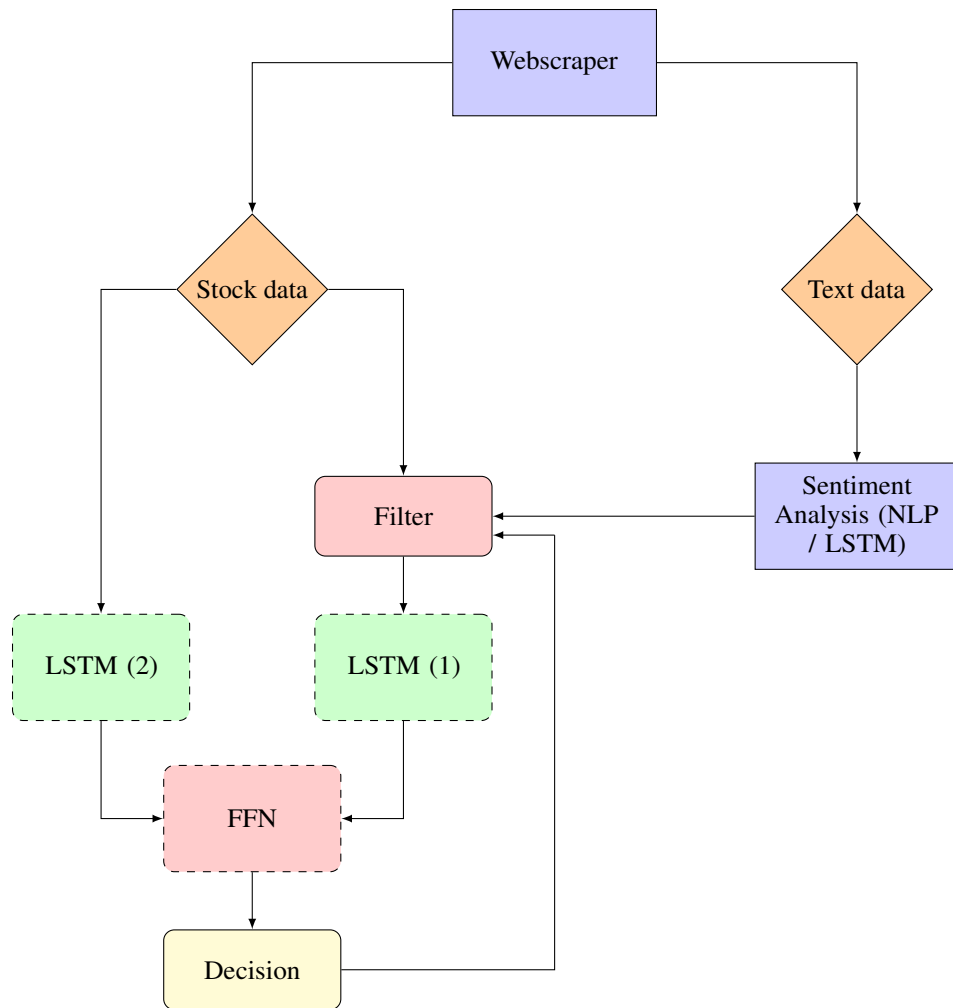 Webscraper
Stock data
Text data
Sentiment
Analysis (NLP
/ LSTM)
Filter
LSTM (2)
LSTM (1)
FFN
Decision